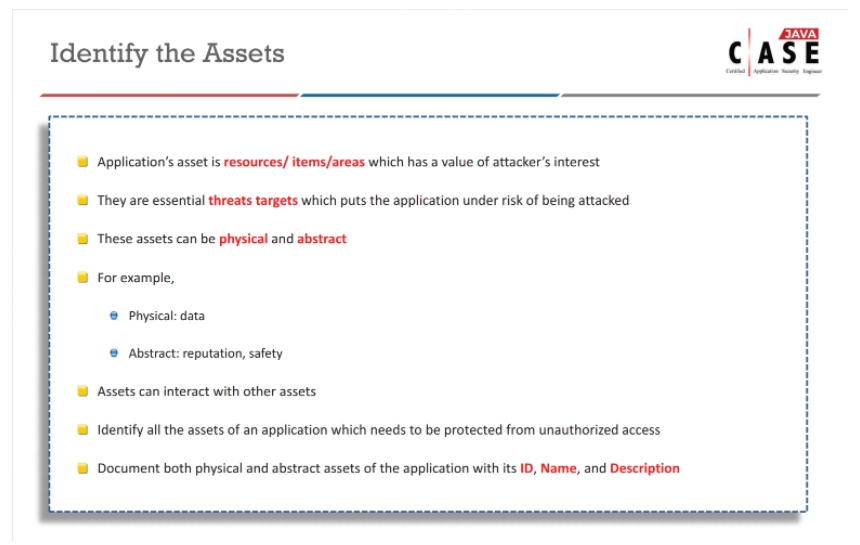 Identify the Assets
JAVA
CASE
Certified Application Security Engineer
Application's asset is resources/ items/areas which has a value of attacker's interest
They are essential threats targets which puts the application under risk of being attacked
These assets can be physical and abstract
For example,
Physical: data
Abstract: reputation, safety
Assets can interact with other assets
Identify all the assets of an application which needs to be protected from unauthorized access
Document both physical and abstract assets of the application with its ID, Name, and Description